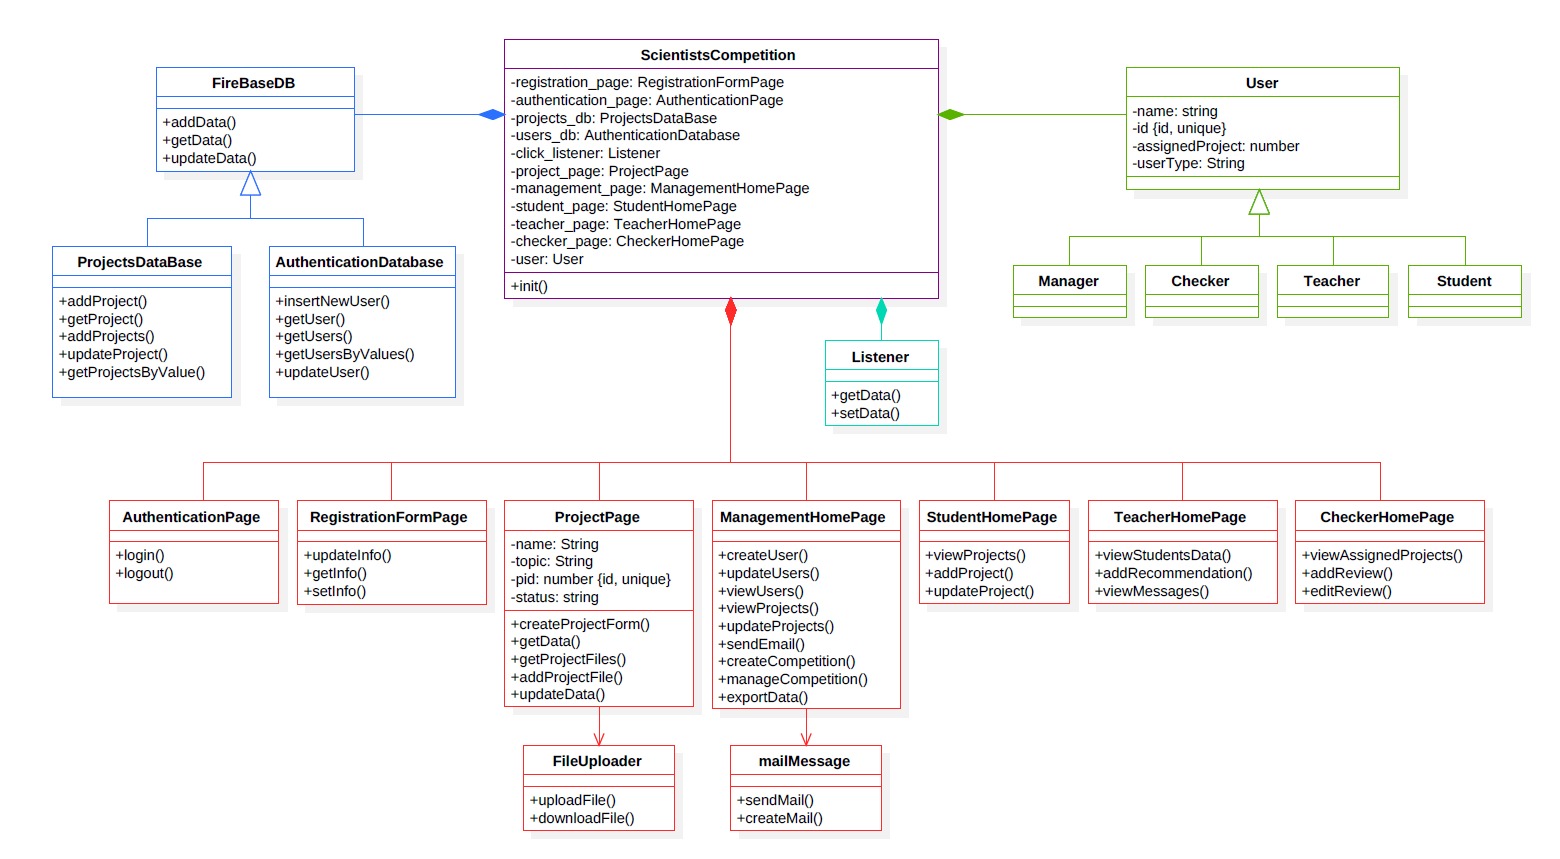 FireBaseDB
+addData()
+getData()
+updateData()
ScientistsCompetition
-registration_page: RegistrationFormPage
-authentication_page: AuthenticationPage
-projects_db: ProjectsDataBase
-users_db: AuthenticationDatabase
-click_listener: Listener
-project_page: ProjectPage
-management_page: ManagementHomePage
-student_page: StudentHomePage
-teacher_page: TeacherHomePage
-checker_page: CheckerHomePage
-user: User
+init()
User
-name: string
-id {id, unique}
-assignedProject: number
-userType: String
ProjectsDataBase
+addProject()
+getProject()
+addProjects()
+updateProject()
+getProjectsByValue()
AuthenticationDatabase
+insertNewUser()
+getUser()
+getUsers()
+getUsersByValues()
+updateUser()
Manager
Checker
Teacher
Student
Listener
+getData()
+setData()
AuthenticationPage
+login()
+logout()
RegistrationFormPage
+updateInfo()
+getInfo()
+setInfo()
ProjectPage
-name: String
-topic: String
-pid: number {id, unique}
-status: string
+createProjectForm()
+getData()
+getProjectFiles()
+addProjectFile()
+updateData()
ManagementHomePage
+createUser()
+updateUsers()
+viewUsers()
+viewProjects()
+updateProjects()
+sendEmail()
+createCompetition()
+manageCompetition()
+exportData()
StudentHomePage
+viewProjects()
+addProject()
+updateProject()
TeacherHomePage
+viewStudentsData()
+addRecommendation()
+viewMessages()
CheckerHomePage
+viewAssignedProjects()
+addReview()
+editReview()
FileUploader
+uploadFile()
+downloadFile()
mailMessage
+sendMail()
+createMail()